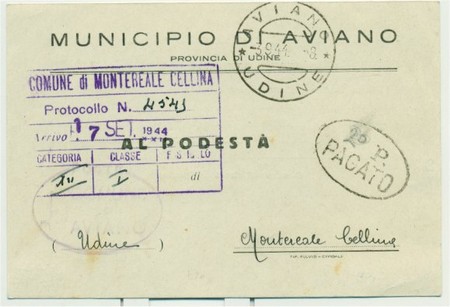 MUNICIPIO DI AVIANO
PROVINCIA DI UDINE
AVIANO
UDINE
COMUNE di MONTEREALE CELLINA
Protocollo N. 4543
Arrivo 17 SET. 1944
CATEGORIA CLASSE
XII I di
AL PODESTÀ
P.
PAGATO
( Udine )
Montereale Cellina